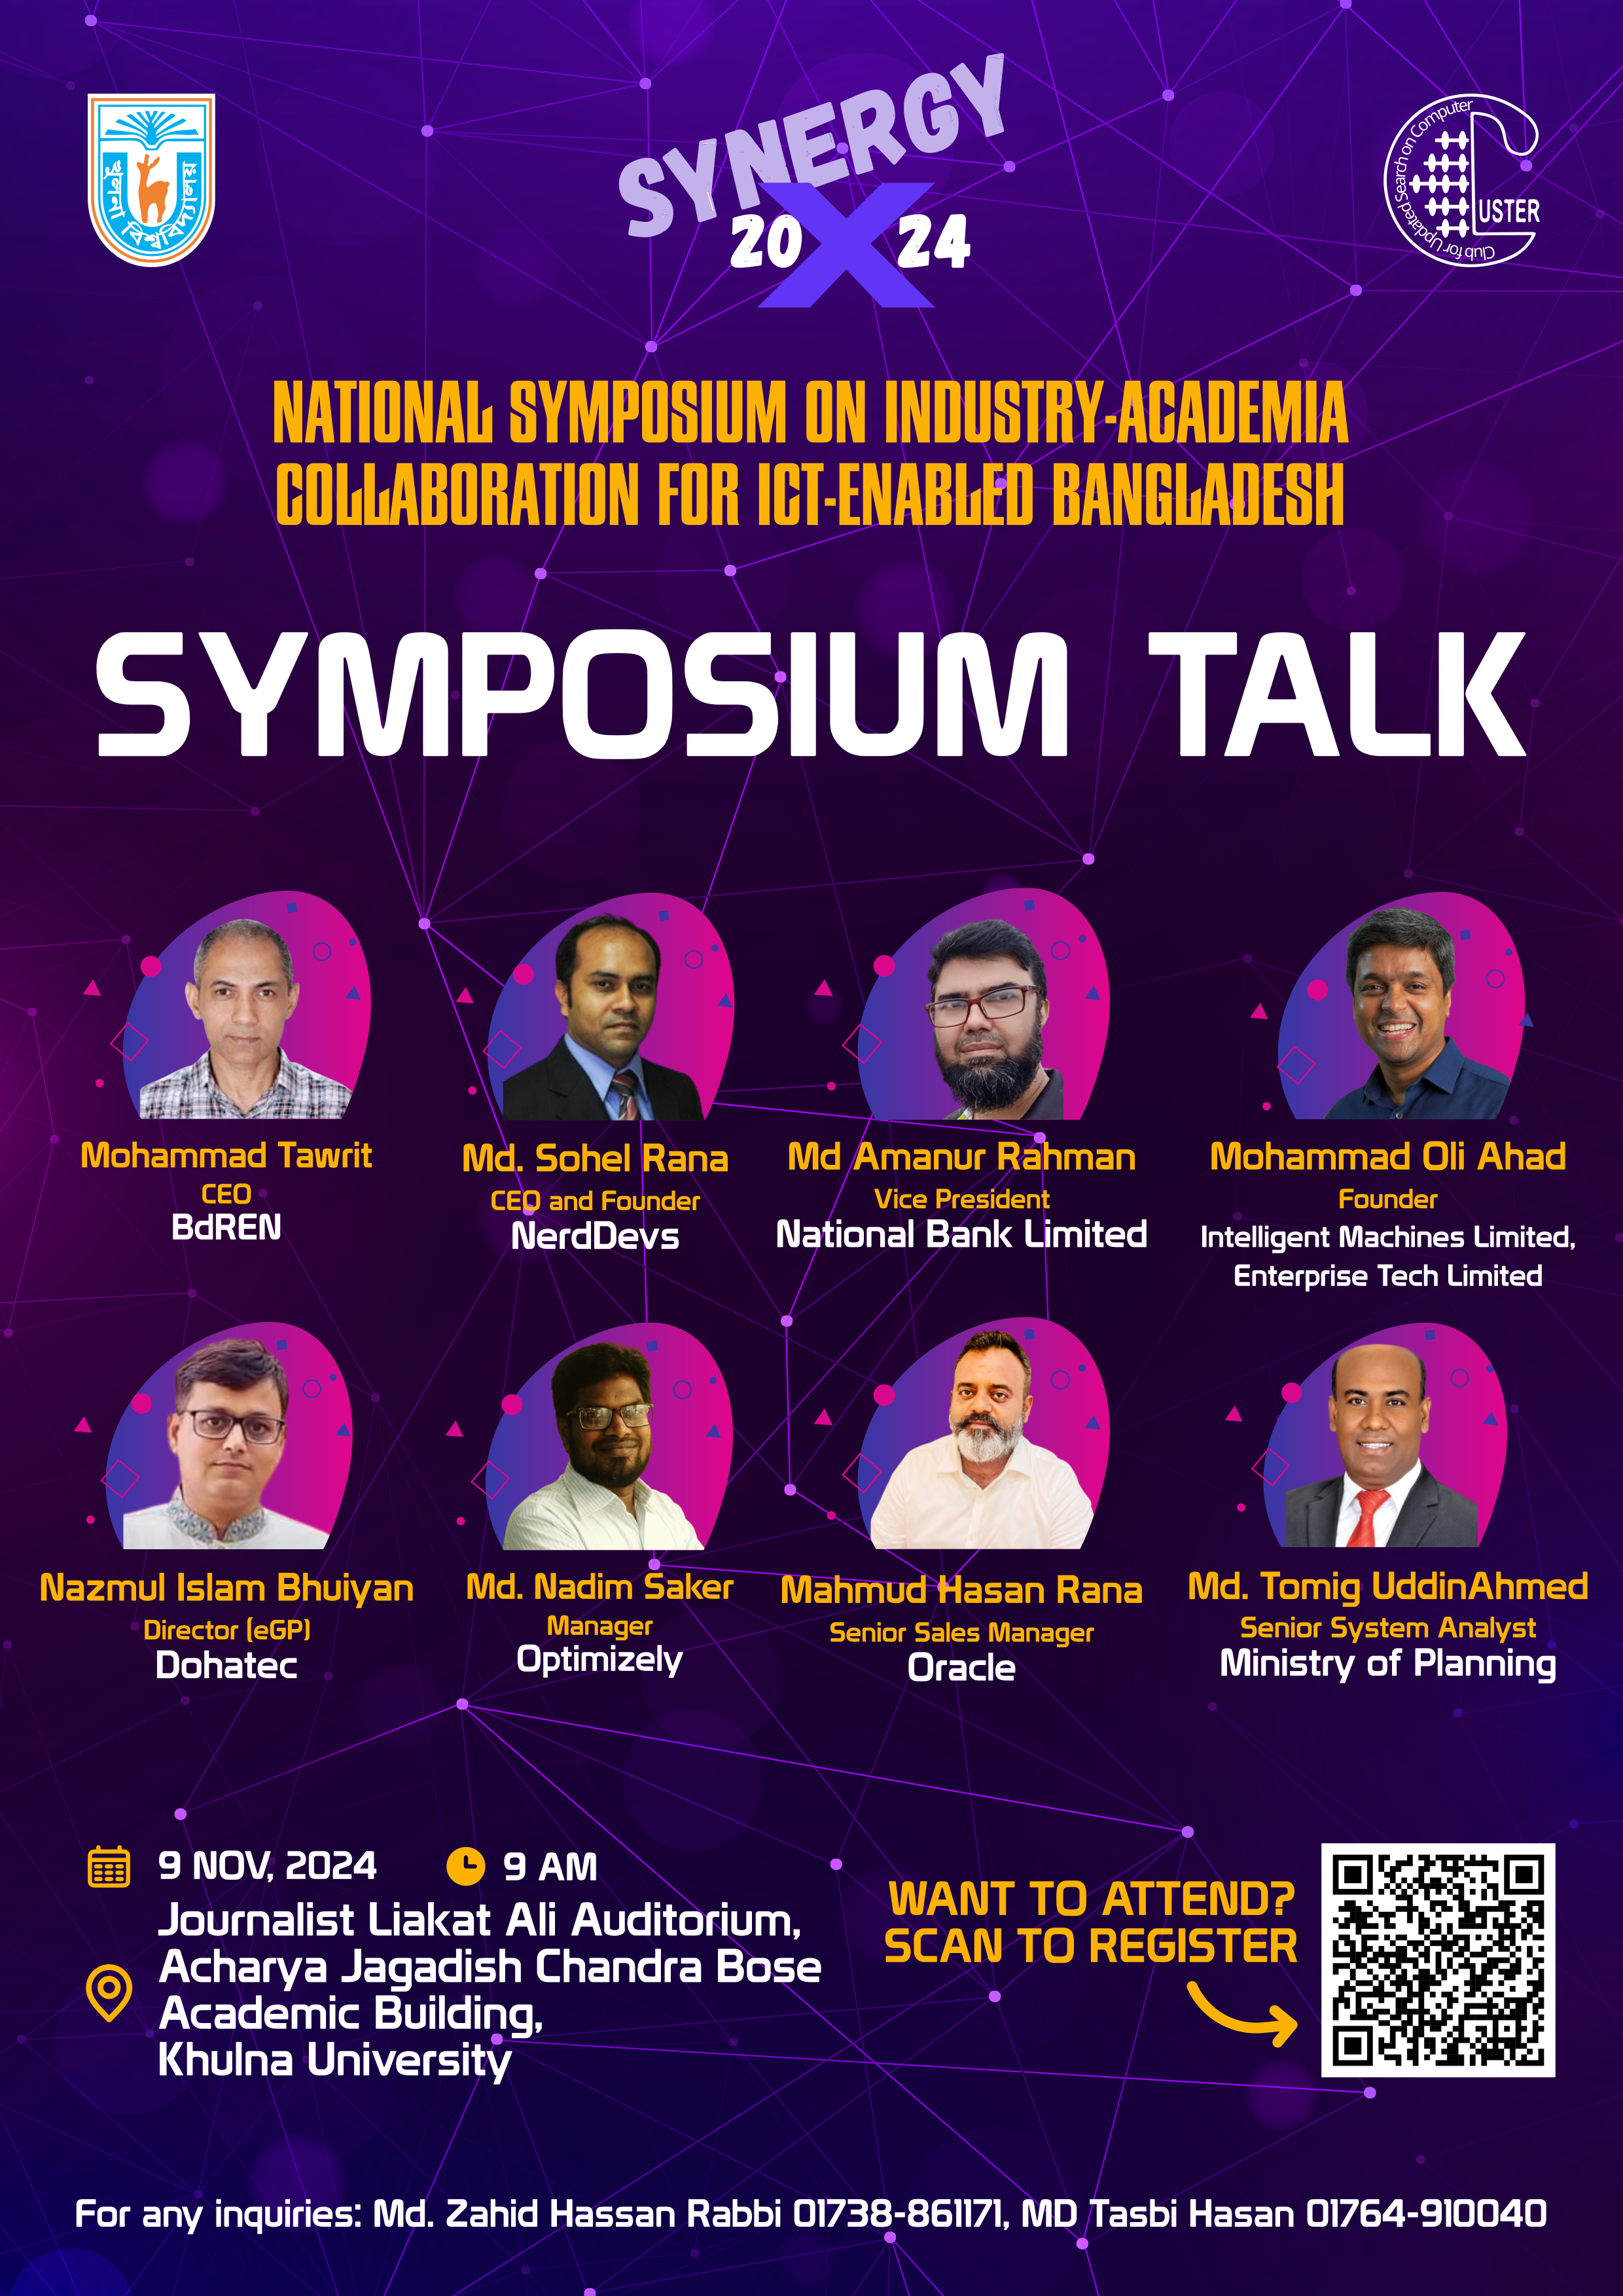 খুলনা বিশ্ববিদ্যালয়
SYNERGY
20X24
Club for Updated Search on Computer
CLUSTER
NATIONAL SYMPOSIUM ON INDUSTRY-ACADEMIA
COLLABORATION FOR ICT-ENABLED BANGLADESH
SYMPOSIUM TALK
Mohammad Tawrit
CEO
BdREN
Md. Sohel Rana
CEO and Founder
NerdDevs
Md Amanur Rahman
Vice President
National Bank Limited
Mohammad Oli Ahad
Founder
Intelligent Machines Limited,
Enterprise Tech Limited
Nazmul Islam Bhuiyan
Director (eGP)
Dohatec
Md. Nadim Saker
Manager
Optimizely
Mahmud Hasan Rana
Senior Sales Manager
Oracle
Md. Tomig UddinAhmed
Senior System Analyst
Ministry of Planning
9 NOV, 2024
9 AM
Journalist Liakat Ali Auditorium,
Acharya Jagadish Chandra Bose
Academic Building,
Khulna University
WANT TO ATTEND?
SCAN TO REGISTER
For any inquiries: Md. Zahid Hassan Rabbi 01738-861171, MD Tasbi Hasan 01764-910040